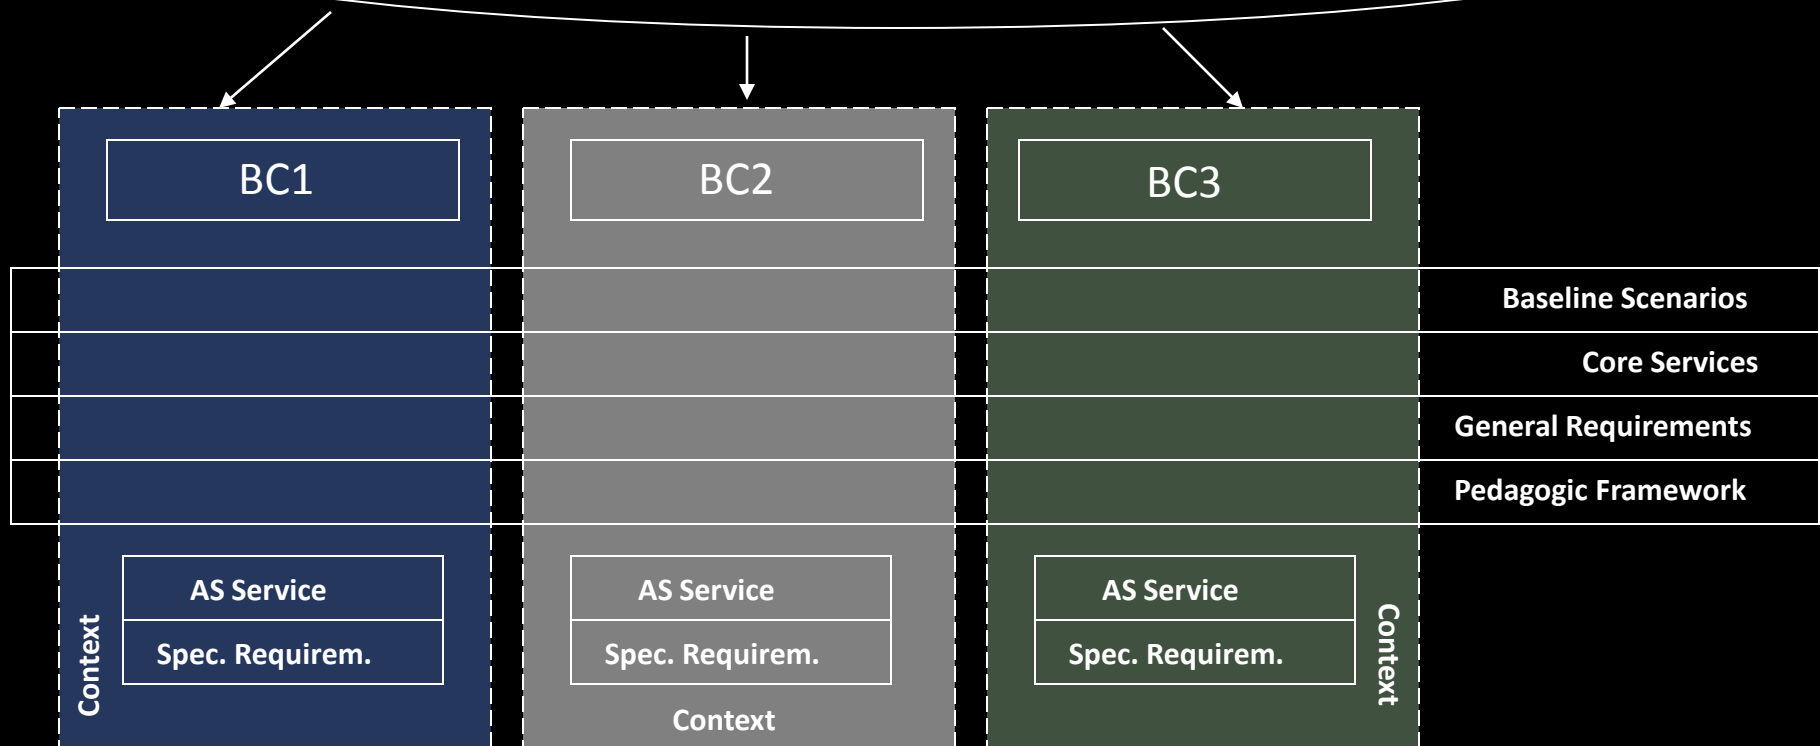 BC1
BC2
BC3
Baseline Scenarios
Core Services
General Requirements
Pedagogic Framework
AS Service
Spec. Requirem.
Context
AS Service
Spec. Requirem.
Context
AS Service
Spec. Requirem.
Context